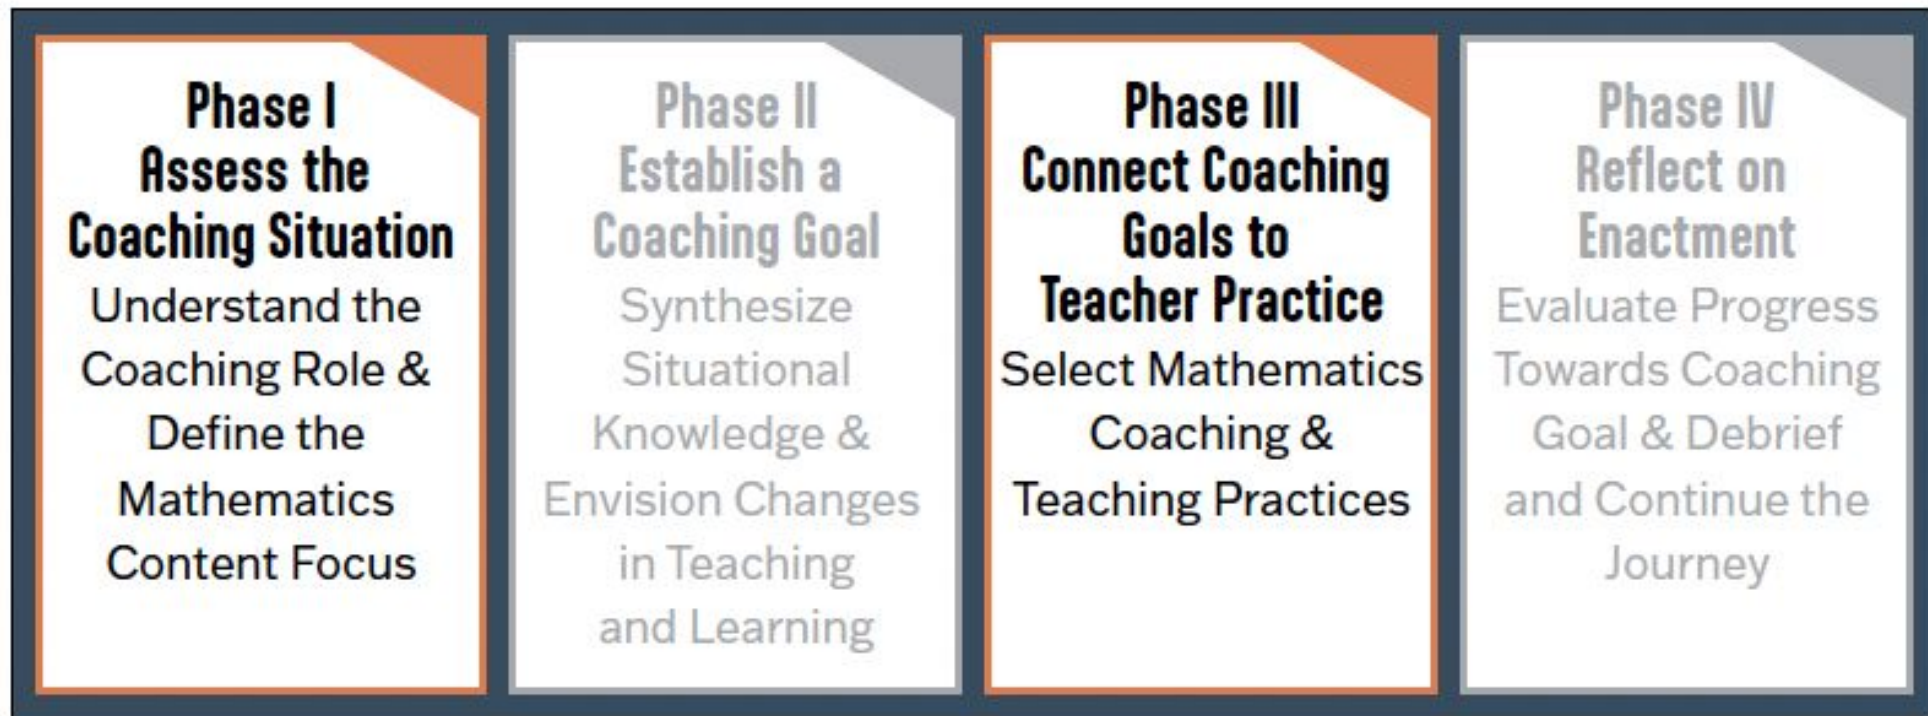 Phase I
Assess the
Coaching Situation
Understand the
Coaching Role &
Define the
Mathematics
Content Focus
Phase II
Establish a
Coaching Goal
Synthesize
Situational
Knowledge &
Envision Changes
in Teaching
and Learning
Phase III
Connect Coaching
Goals to
Teacher Practice
Select Mathematics
Coaching &
Teaching Practices
Phase IV
Reflect on
Enactment
Evaluate Progress
Towards Coaching
Goal & Debrief
and Continue the
Journey